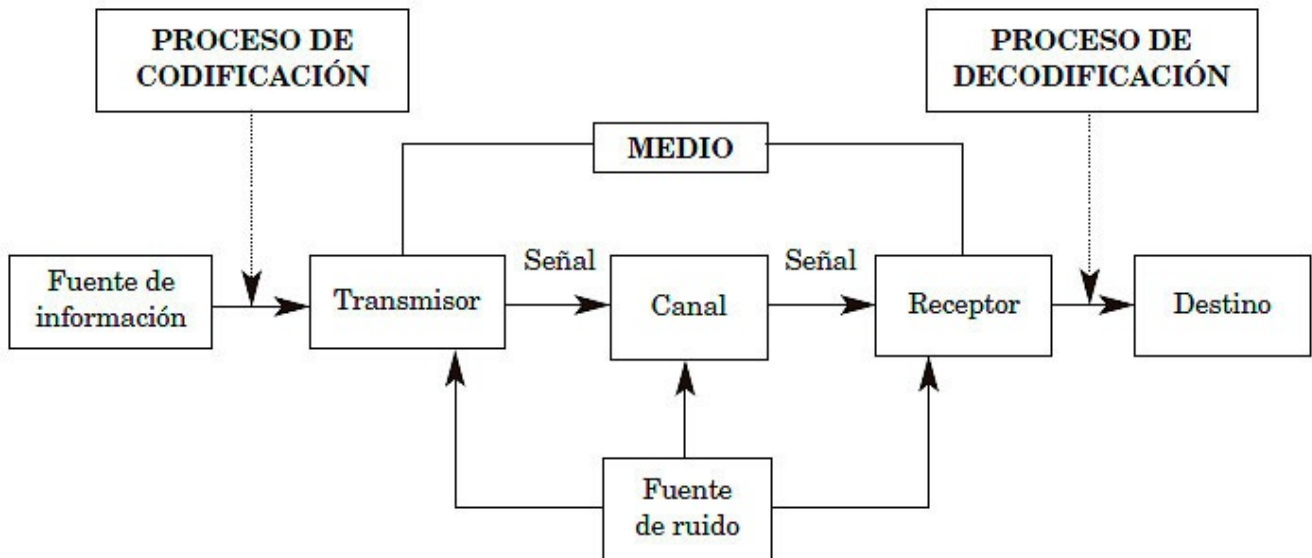 PROCESO DE
CODIFICACIÓN
PROCESO DE
DECODIFICACIÓN
MEDIO
Fuente de
información
Transmisor
Señal
Canal
Señal
Receptor
Destino
Fuente
de ruido